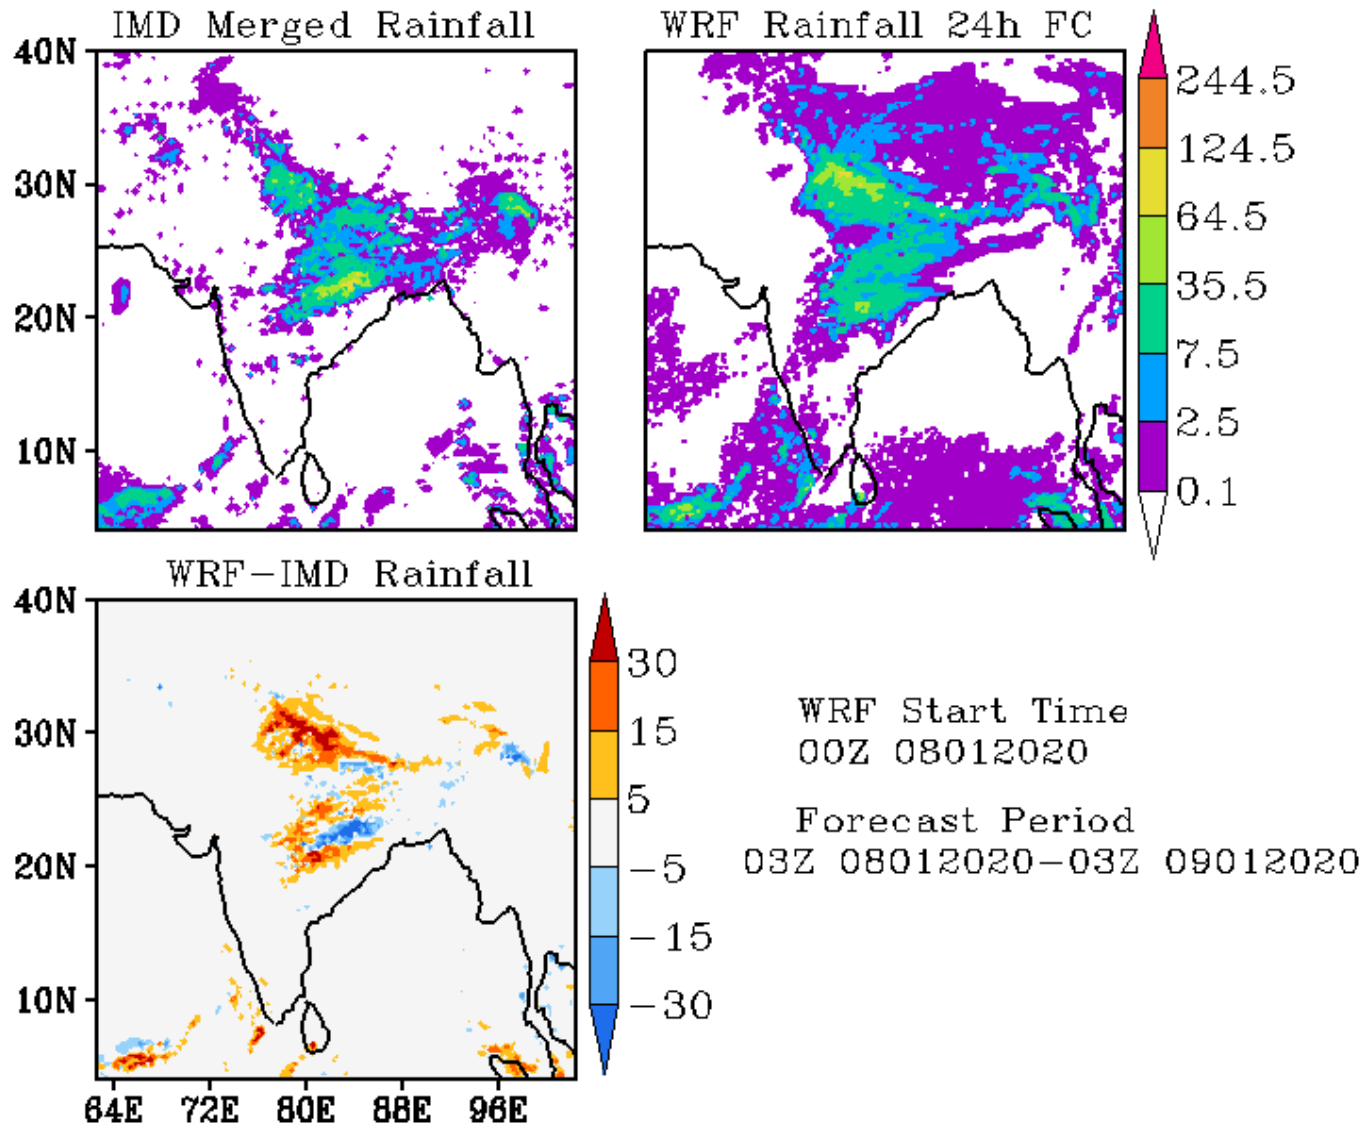 IMD Merged Rainfall
WRF Rainfall 24h FC
40N
30N
20N
10N
244.5
124.5
64.5
35.5
7.5
2.5
0.1
WRF-IMD Rainfall
40N
30N
20N
10N
64E 72E 80E 88E 96E
30
15
5
-5
-15
-30
WRF Start Time
00Z 08012020
Forecast Period
03Z 08012020-03Z 09012020